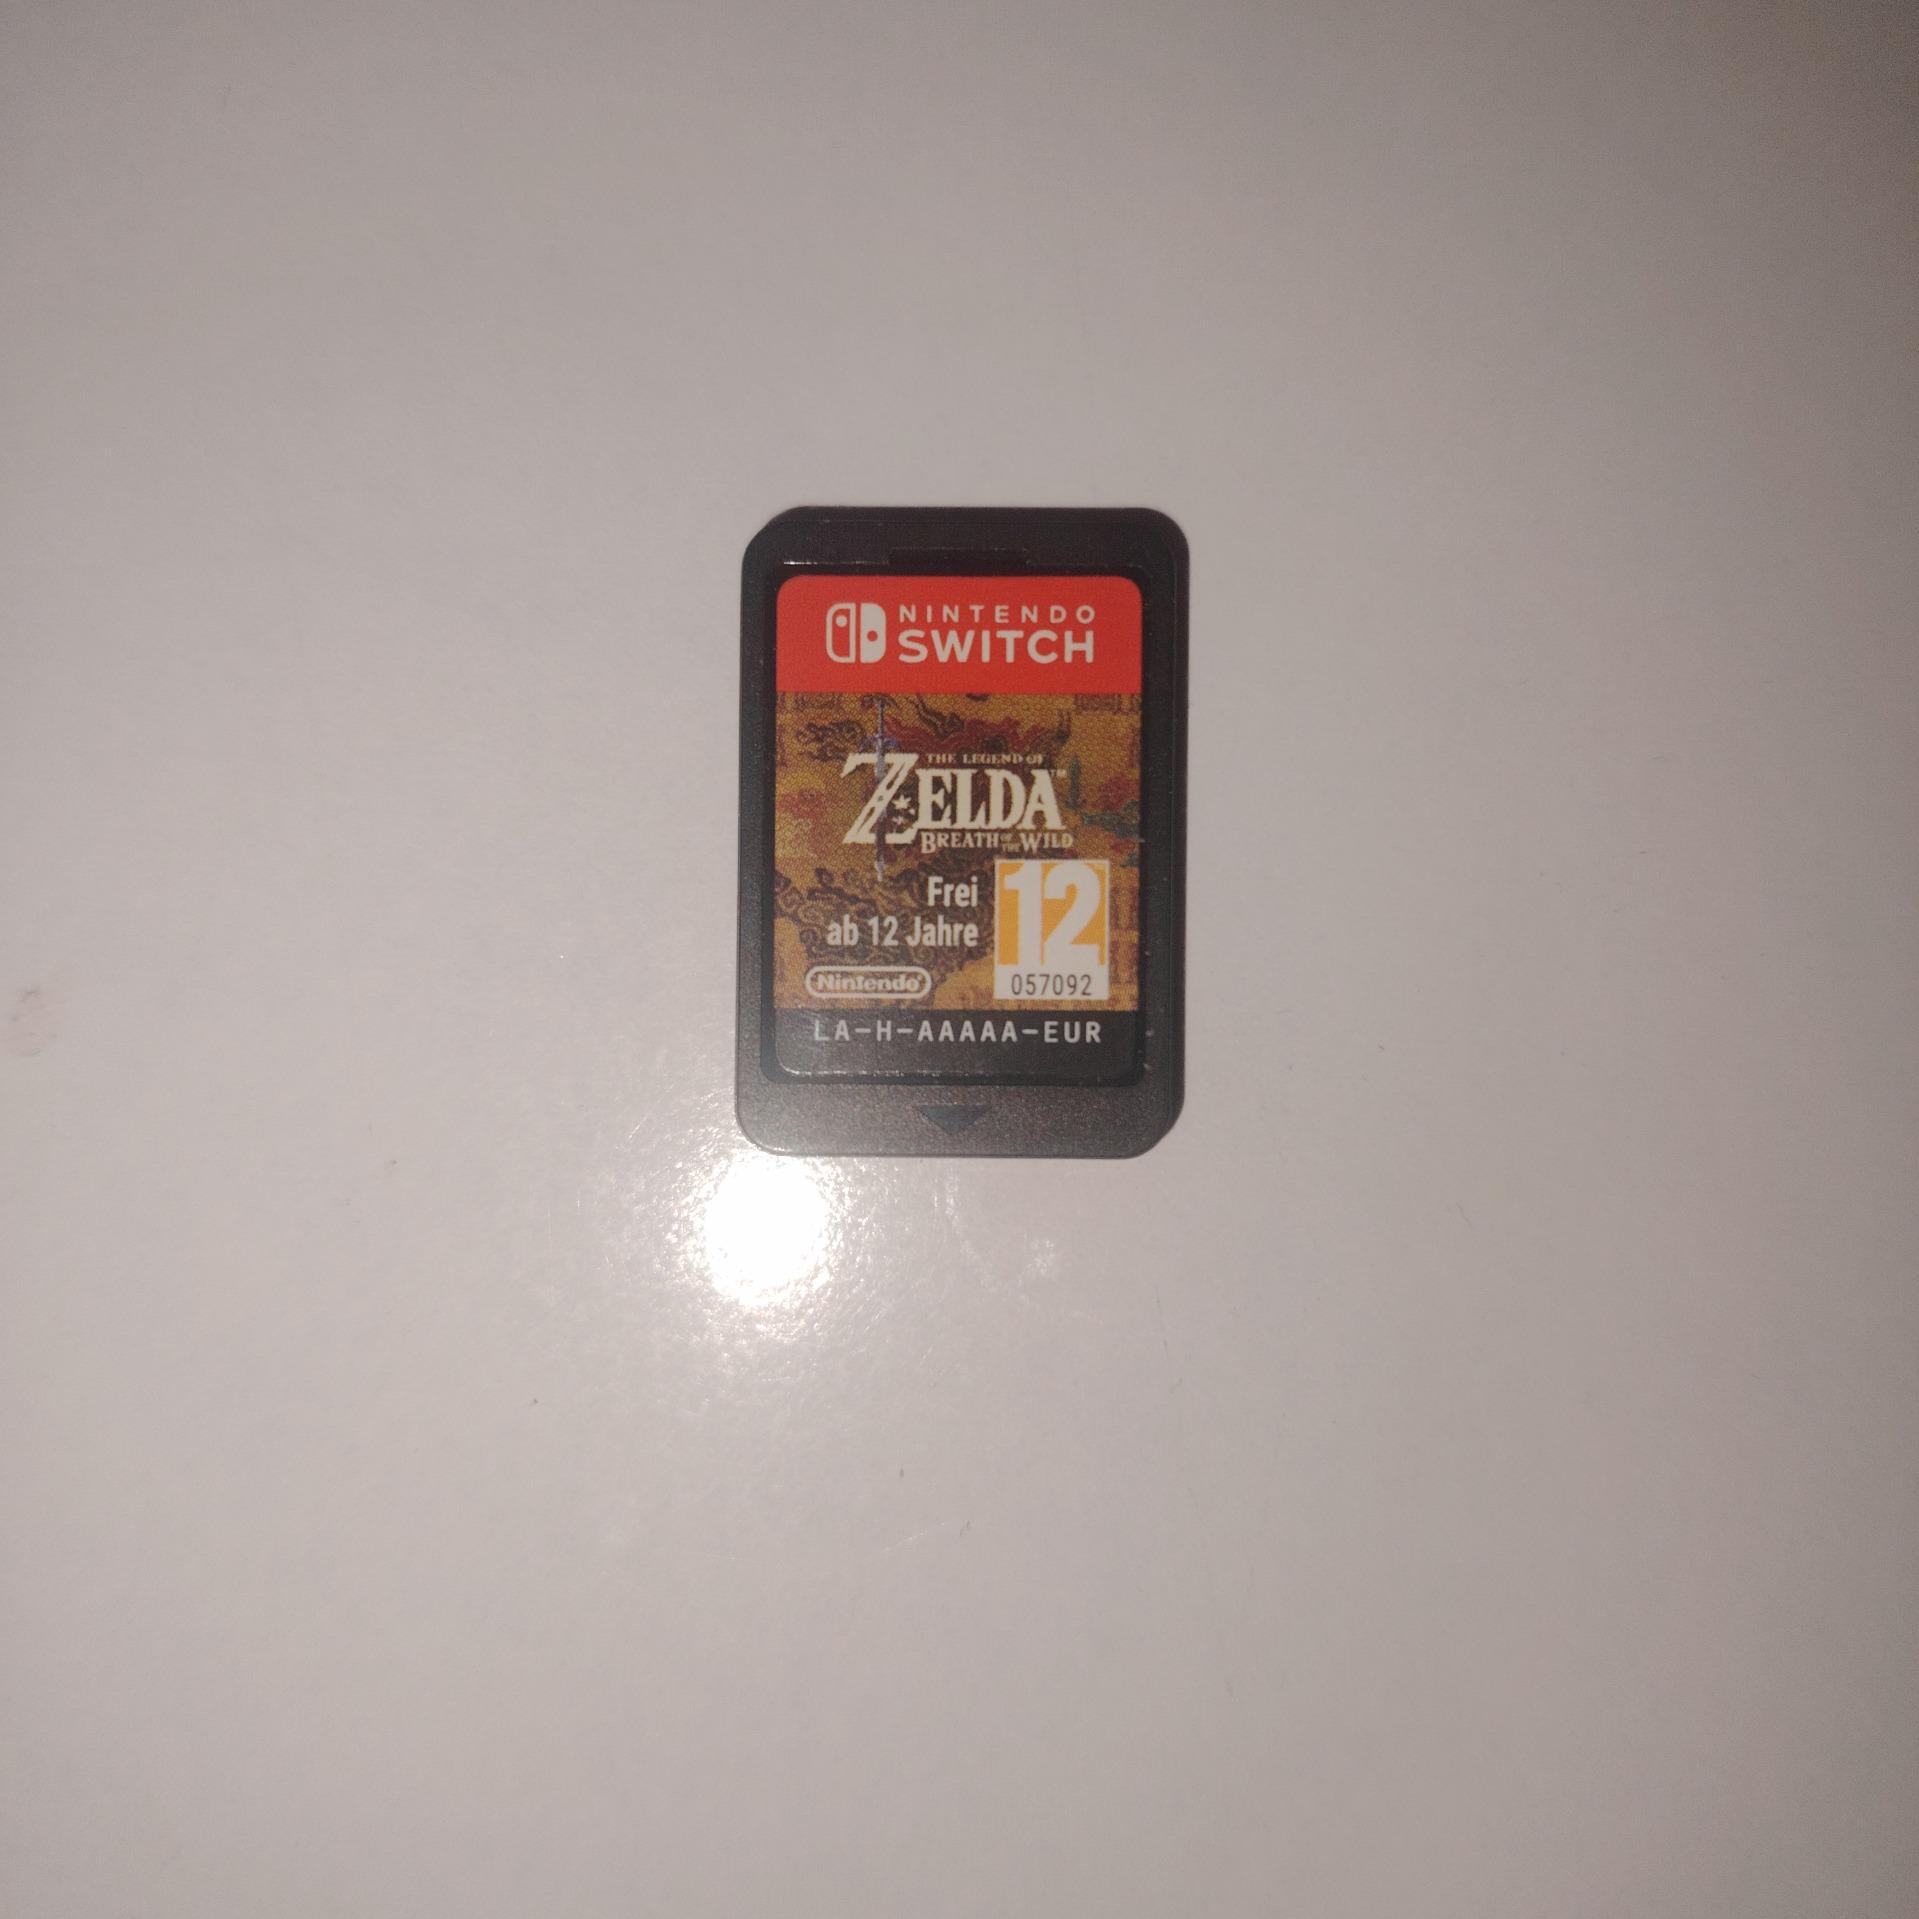 NINTENDO
SWITCH
THE LEGEND OF
ZELDA™
BREATH OF THE WILD
Frei
ab 12 Jahre
12
057092
Nintendo®
LA-H-AAAAA-EUR